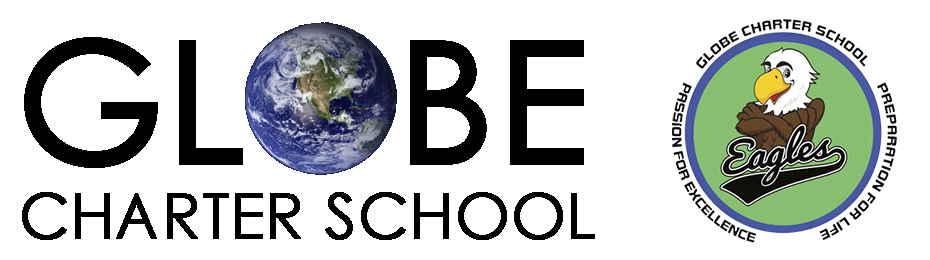 GLOBE
CHARTER SCHOOL
GLOBE CHARTER SCHOOL
PASSION FOR EXCELLENCE
PREPARATION FOR LIFE
Eagles